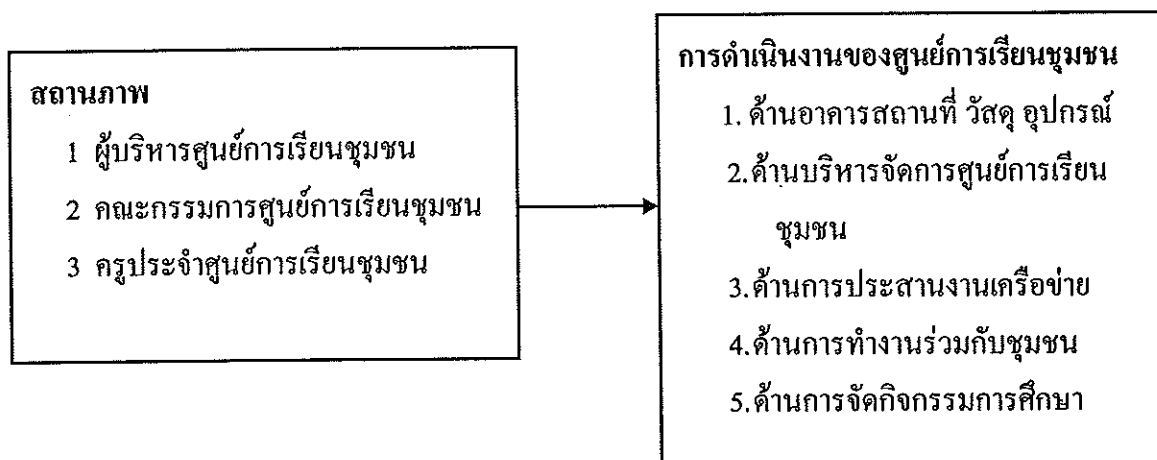 สถานภาพ
1 ผู้บริหารศูนย์การเรียนชุมชน
2 คณะกรรมการศูนย์การเรียนชุมชน
3 ครูประจำศูนย์การเรียนชุมชน
การดำเนินงานของศูนย์การเรียนชุมชน
1. ด้านอาคารสถานที่ วัสดุ อุปกรณ์
2.ด้านบริหารจัดการศูนย์การเรียน
ชุมชน
3.ด้านการประสานงานเครือข่าย
4.ด้านการทำงานร่วมกับชุมชน
5.ด้านการจัดกิจกรรมการศึกษา